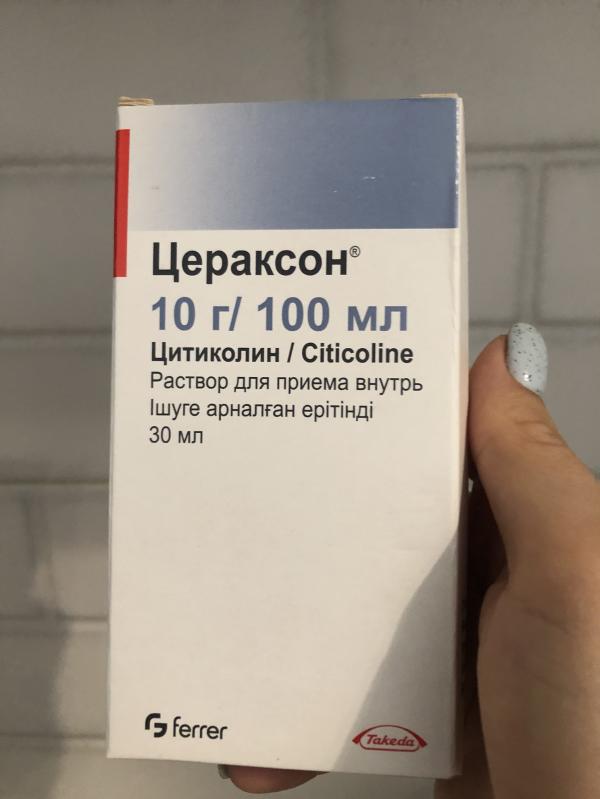 Цераксон®
10 г/ 100 мл
Цитиколин / Citicoline
Раствор для приема внутрь
Ішуге арналған ерітінді
30 мл
ferrer
Takeda